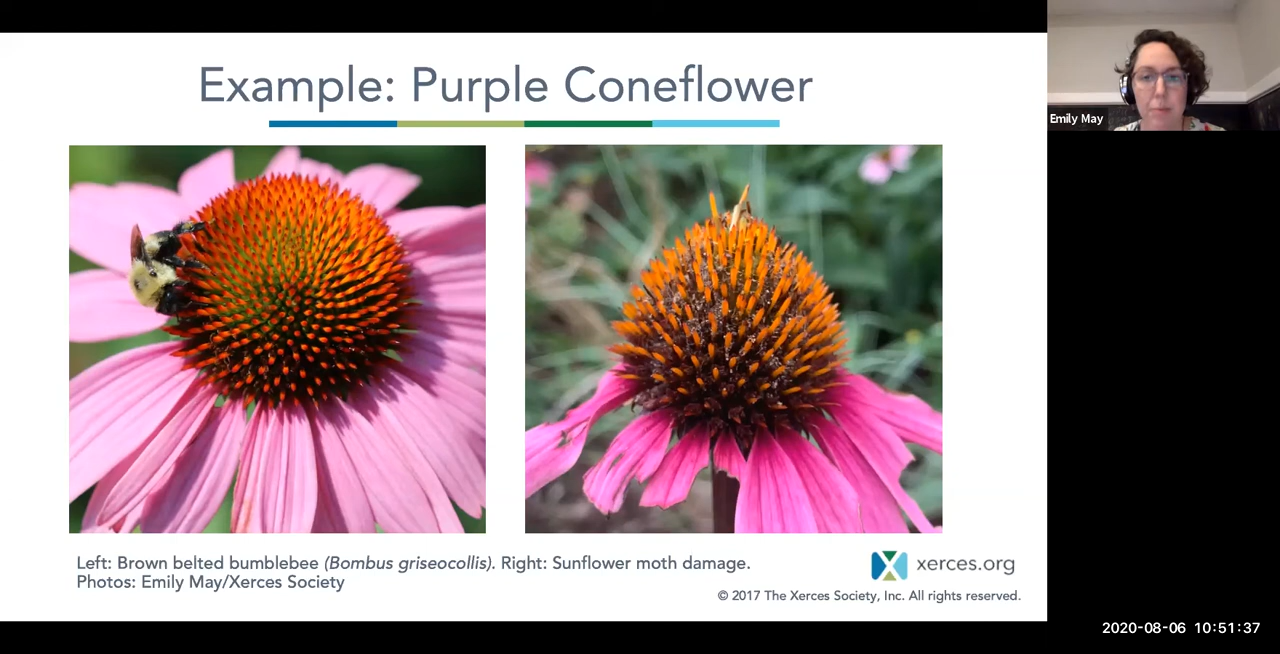 Example: Purple Coneflower
Emily May
Left: Brown belted bumblebee (Bombus griseocollis). Right: Sunflower moth damage.
Photos: Emily May/Xerces Society
xerces.org
© 2017 The Xerces Society, Inc. All rights reserved.
2020-08-06 10:51:37